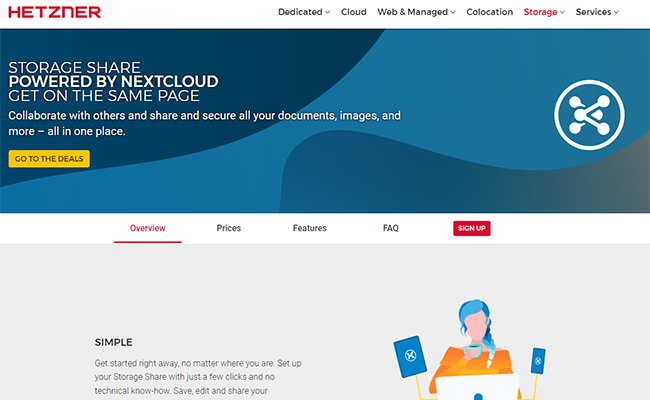 HETZNER
Dedicated Cloud Web & Managed Colocation Storage Services
STORAGE SHARE
POWERED BY NEXTCLOUD
GET ON THE SAME PAGE
Collaborate with others and share and secure all your documents, images, and
more – all in one place.
GO TO THE DEALS
Overview Prices Features FAQ SIGN UP
SIMPLE
Get started right away, no matter where you are. Set up
your Storage Share with just a few clicks and no
technical know-how. Save, edit and share your